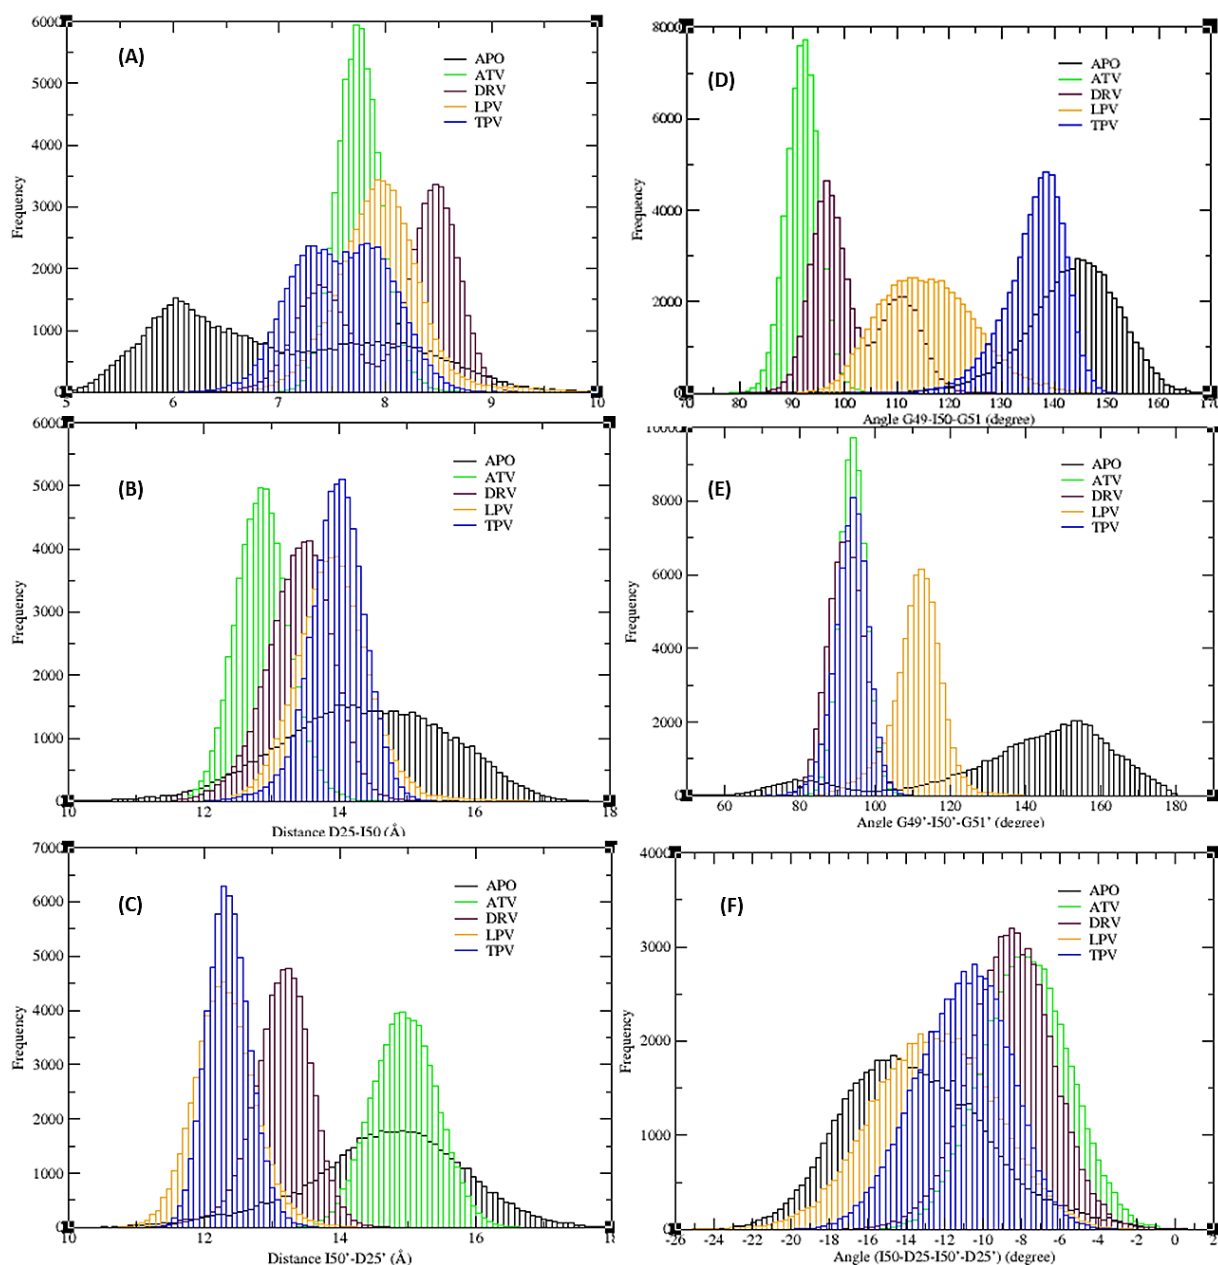 (A)
6000
5000
4000
3000
2000
1000
Frequency
APO
ATV
DRV
LPV
TPV
5 6 7 8 9 10
(D)
8000
6000
4000
2000
0
Frequency
APO
ATV
DRV
LPV
TPV
70 80 90 100 110 120 130 140 150 160 170
Angle G49-I50-G51 (degree)
(B)
6000
5000
4000
3000
2000
1000
0
Frequency
APO
ATV
DRV
LPV
TPV
10 12 14 16 18
Distance D25-I50 (Å)
(E)
10000
8000
6000
4000
2000
0
Frequency
APO
ATV
DRV
LPV
TPV
60 80 100 120 140 160 180
Angle G49'-I50'-G51' (degree)
(C)
7000
6000
5000
4000
3000
2000
1000
0
Frequency
APO
ATV
DRV
LPV
TPV
10 12 14 16 18
Distance I50'-D25' (Å)
(F)
4000
3000
2000
1000
0
Frequency
APO
ATV
DRV
LPV
TPV
-26 -24 -22 -20 -18 -16 -14 -12 -10 -8 -6 -4 -2 0 2
Angle (I50-D25-I50'-D25') (degree)